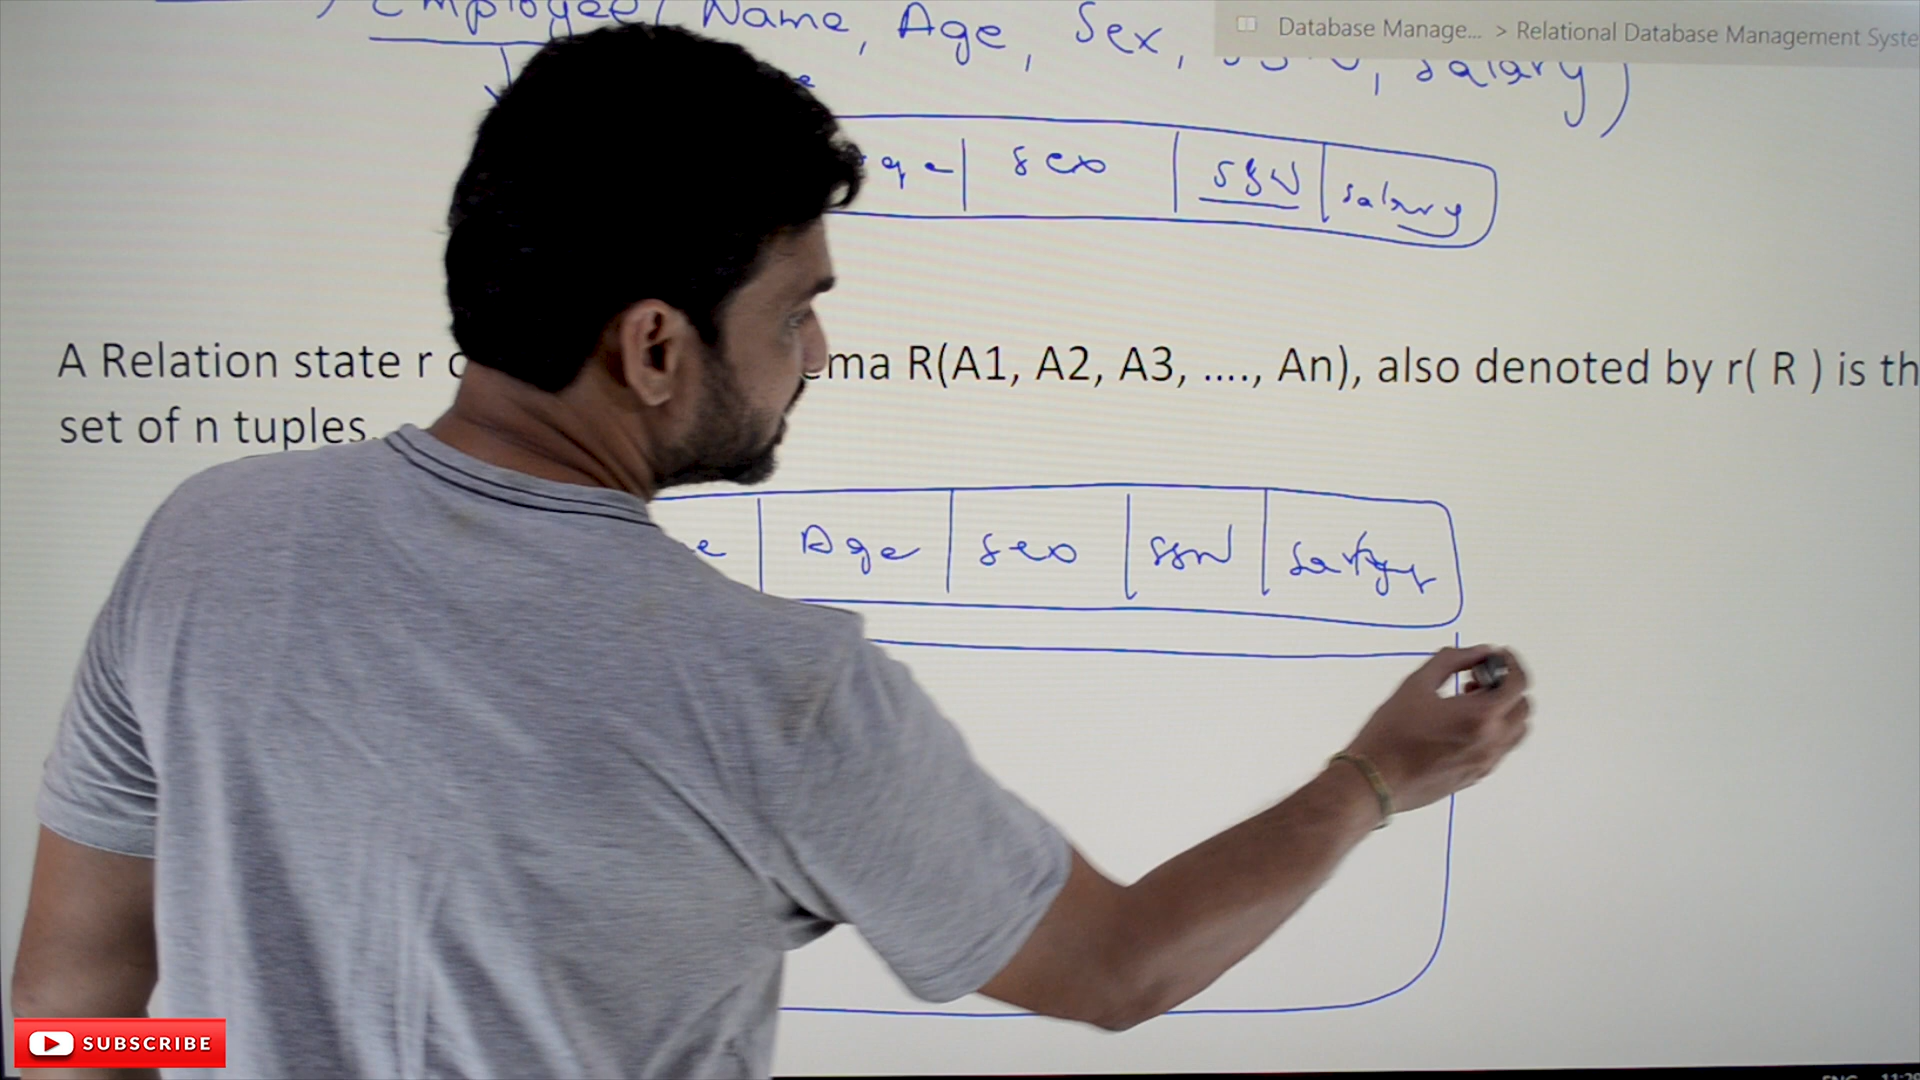 Employee( Name, Age, Sex, , Salary)
Database Manage... > Relational Database Management Syste
sex SSN salary
A Relation state r ema R(A1, A2, A3, ...., An), also denoted by r( R ) is th
set of n tuples.
Age sex SSN
SUBSCRIBE